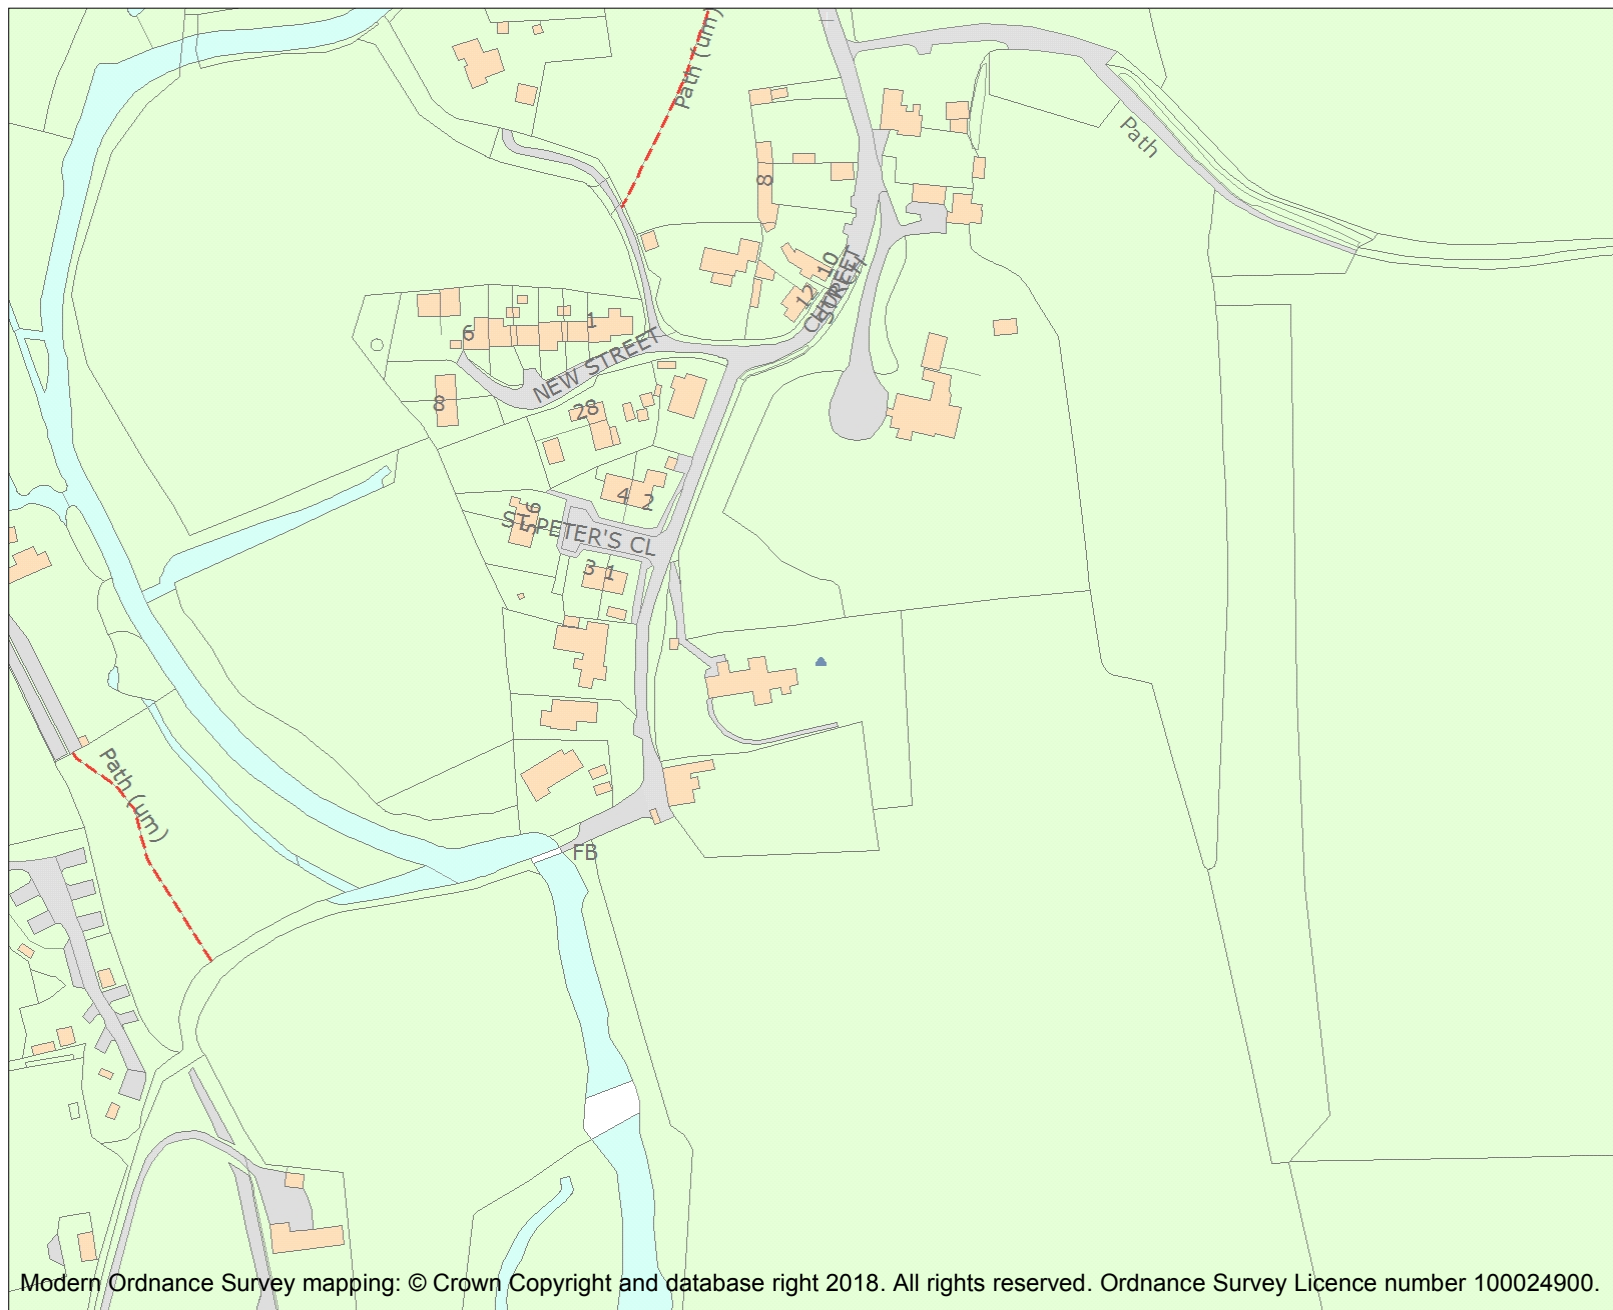 Path (um)
Path
8
10
12
CHURCH
STREET
1
6
NEW STREET
8
28
4 2
5 6
ST PETER'S CL
3 1
Path (um)
FB
Modern Ordnance Survey mapping: © Crown Copyright and database right 2018. All rights reserved. Ordnance Survey Licence number 100024900.